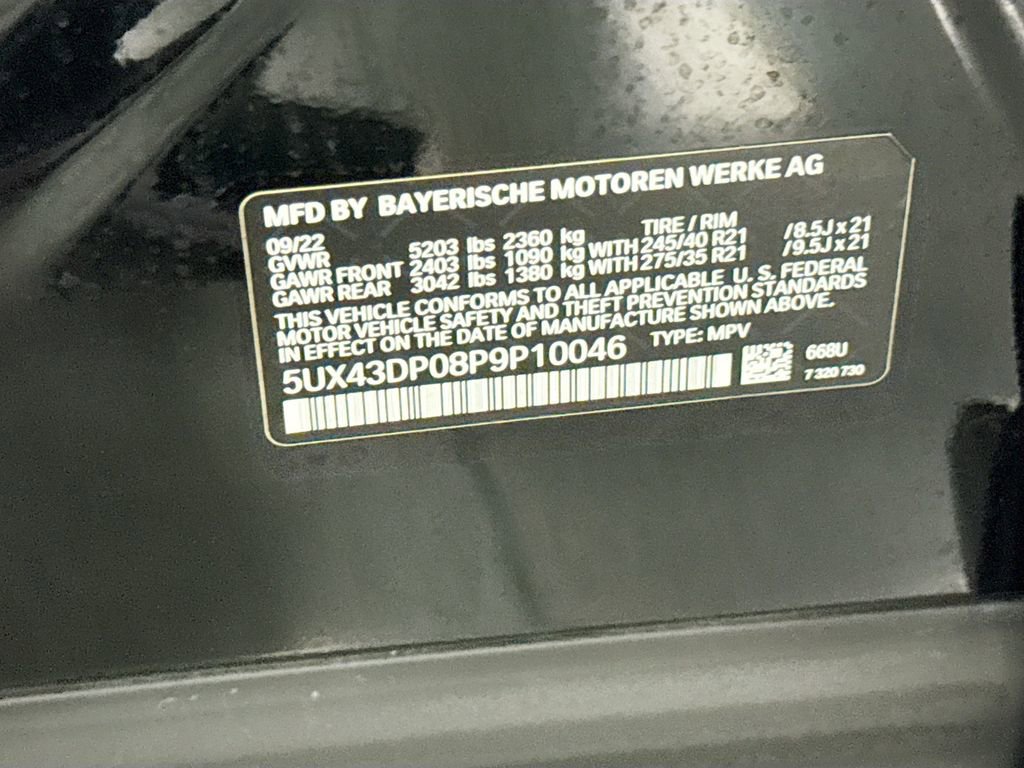 MFD BY BAYERISCHE MOTOREN WERKE AG
09/22 TIRE / RIM
GVWR 5203 lbs 2360 kg
GAWR FRONT 2403 lbs 1090 kg WITH 245/40 R21 /8.5J x 21
GAWR REAR 3042 lbs 1380 kg WITH 275/35 R21 /9.5J x 21
THIS VEHICLE CONFORMS TO ALL APPLICABLE U. S. FEDERAL
MOTOR VEHICLE SAFETY AND THEFT PREVENTION STANDARDS
IN EFFECT ON THE DATE OF MANUFACTURE SHOWN ABOVE.
5UX43DP08P9P10046 TYPE: MPV
668U
7 320 730